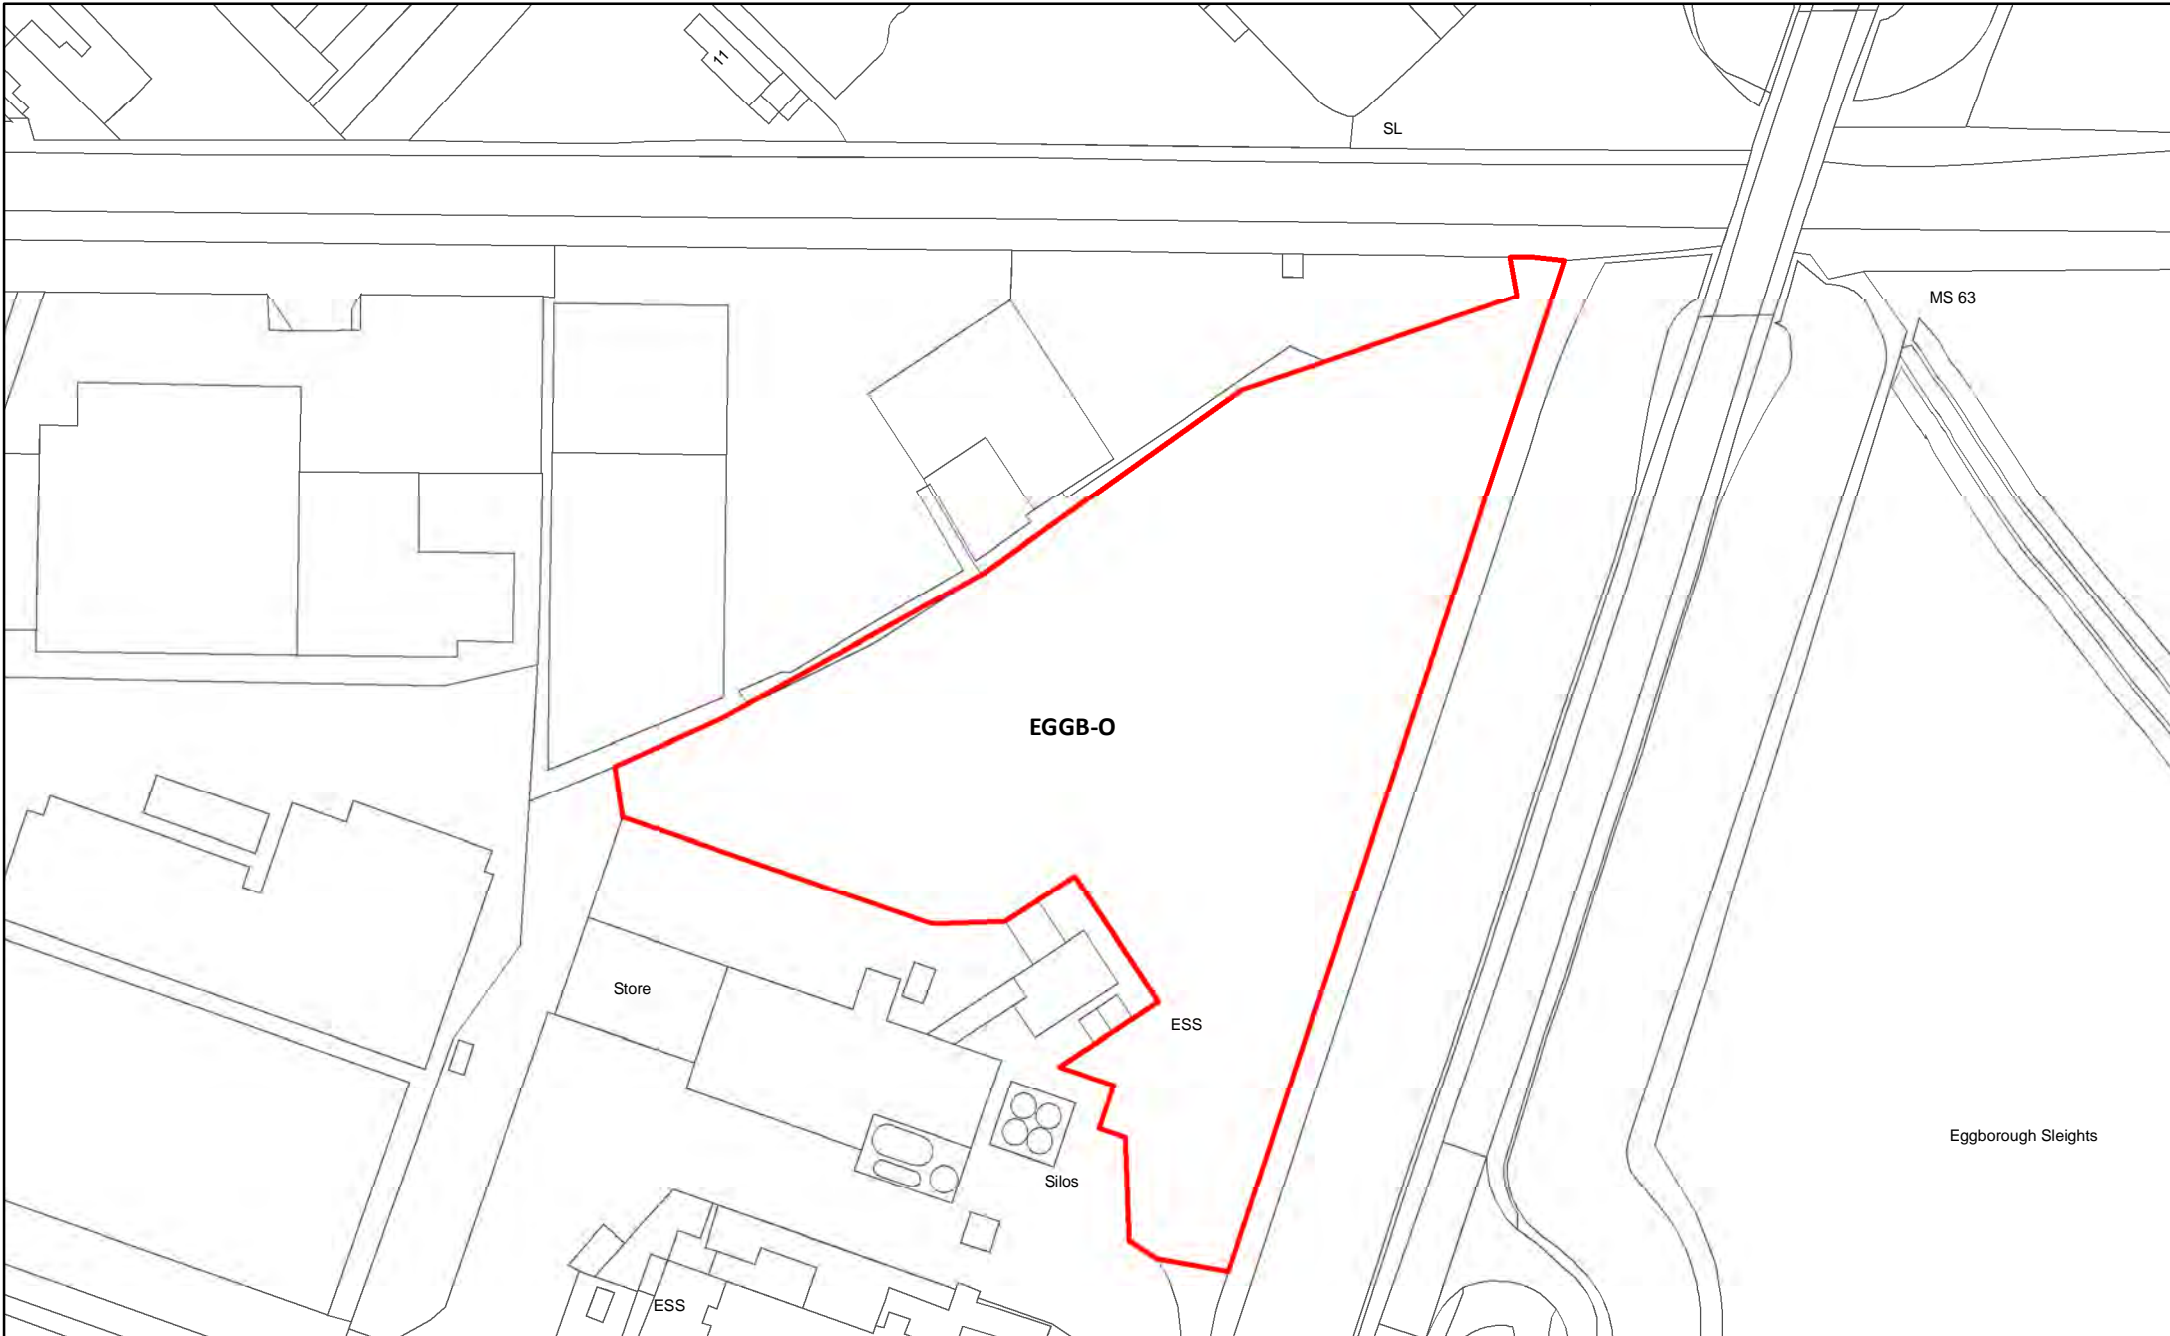 11
SL
MS 63
EGGB-O
Store
ESS
Eggborough Sleights
Silos
ESS